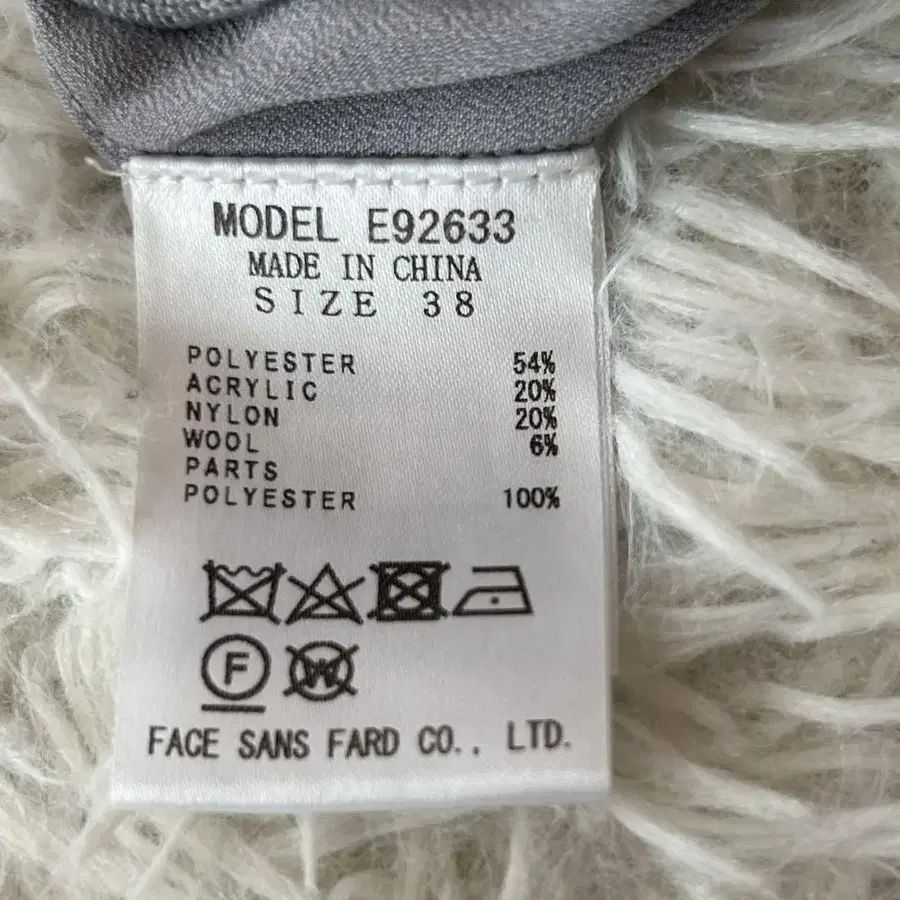 MODEL E92633
MADE IN CHINA
SIZE 38
POLYESTER 54%
ACRYLIC 20%
NYLON 20%
WOOL 6%
PARTS
POLYESTER 100%
F W
FACE SANS FARD CO., LTD.